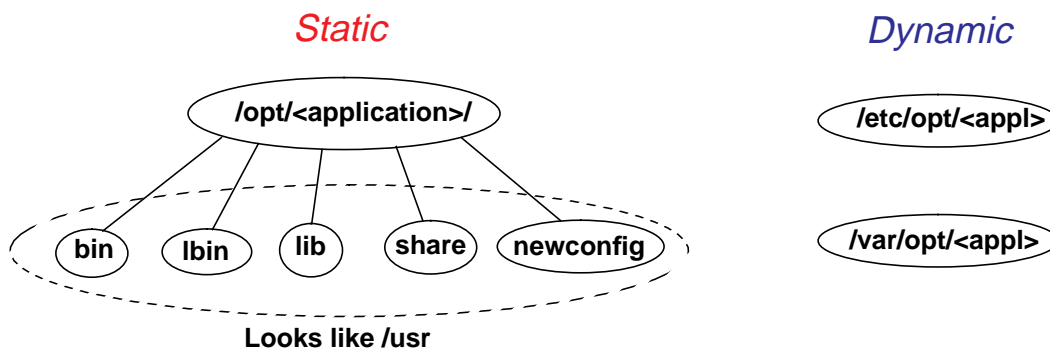 Static
Dynamic
/opt/<application>/
/etc/opt/<appl>
bin
lbin
lib
share
newconfig
/var/opt/<appl>
Looks like /usr